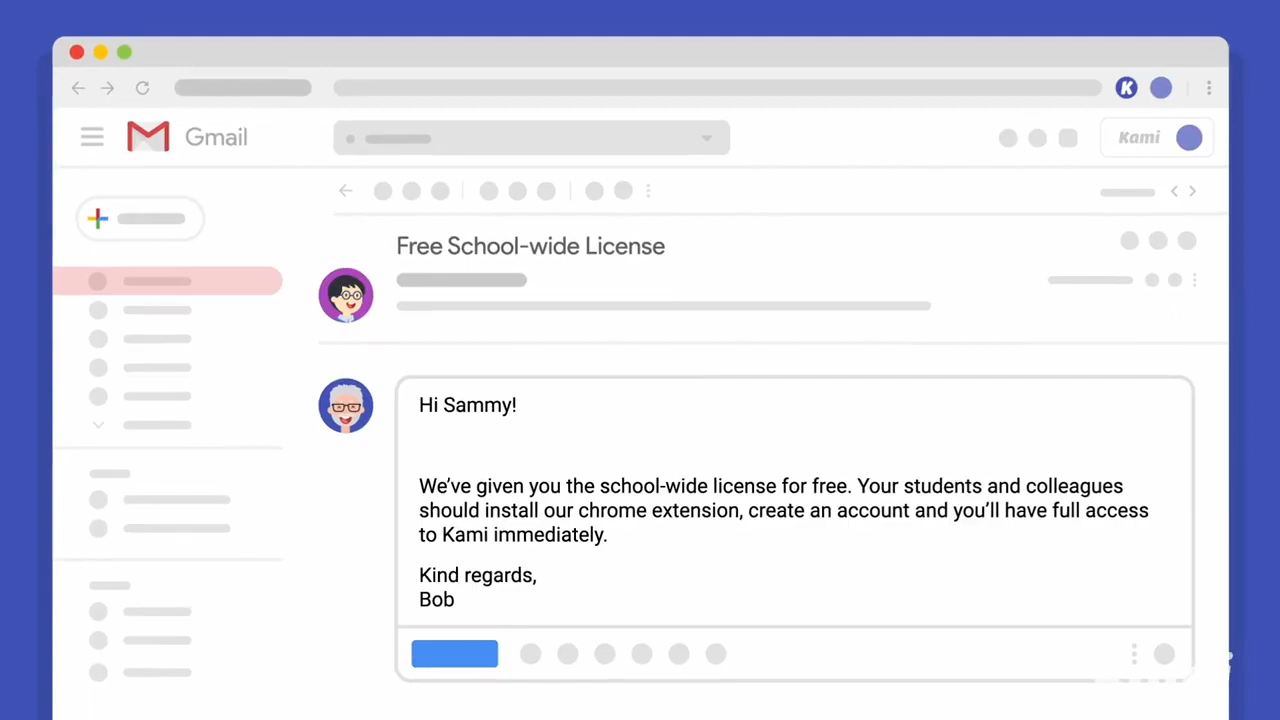 K
Gmail
Kami
Free School-wide License
Hi Sammy!
We've given you the school-wide license for free. Your students and colleagues
should install our chrome extension, create an account and you'll have full access
to Kami immediately.
Kind regards,
Bob